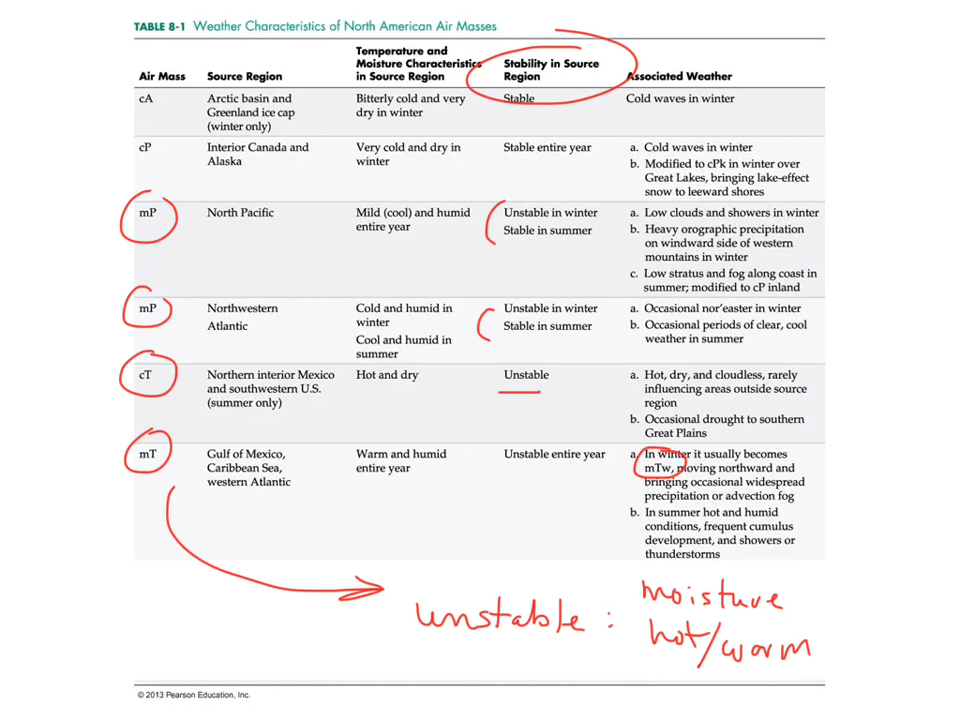 TABLE 8-1 Weather Characteristics of North American Air Masses
Air Mass
Source Region
Temperature and
Moisture Characteristics
in Source Region
Stability in Source
Region
Associated Weather
cA
Arctic basin and
Greenland ice cap
(winter only)
Bitterly cold and very
dry in winter
Stable
Cold waves in winter
cP
Interior Canada and
Alaska
Very cold and dry in
winter
Stable entire year
a. Cold waves in winter
b. Modified to cPk in winter over
Great Lakes, bringing lake-effect
snow to leeward shores
mP
North Pacific
Mild (cool) and humid
entire year
Unstable in winter
Stable in summer
a. Low clouds and showers in winter
b. Heavy orographic precipitation
on windward side of western
mountains in winter
c. Low stratus and fog along coast in
summer; modified to cP inland
mP
Northwestern
Atlantic
Cold and humid in
winter
Cool and humid in
summer
Unstable in winter
Stable in summer
a. Occasional nor'easter in winter
b. Occasional periods of clear, cool
weather in summer
cT
Northern interior Mexico
and southwestern U.S.
(summer only)
Hot and dry
Unstable
a. Hot, dry, and cloudless, rarely
influencing areas outside source
region
b. Occasional drought to southern
Great Plains
mT
Gulf of Mexico,
Caribbean Sea,
western Atlantic
Warm and humid
entire year
Unstable entire year
a. In winter it usually becomes
mTw, moving northward and
bringing occasional widespread
precipitation or advection fog
b. In summer hot and humid
conditions, frequent cumulus
development, and showers or
thunderstorms
unstable : moisture
hot/warm
© 2013 Pearson Education, Inc.